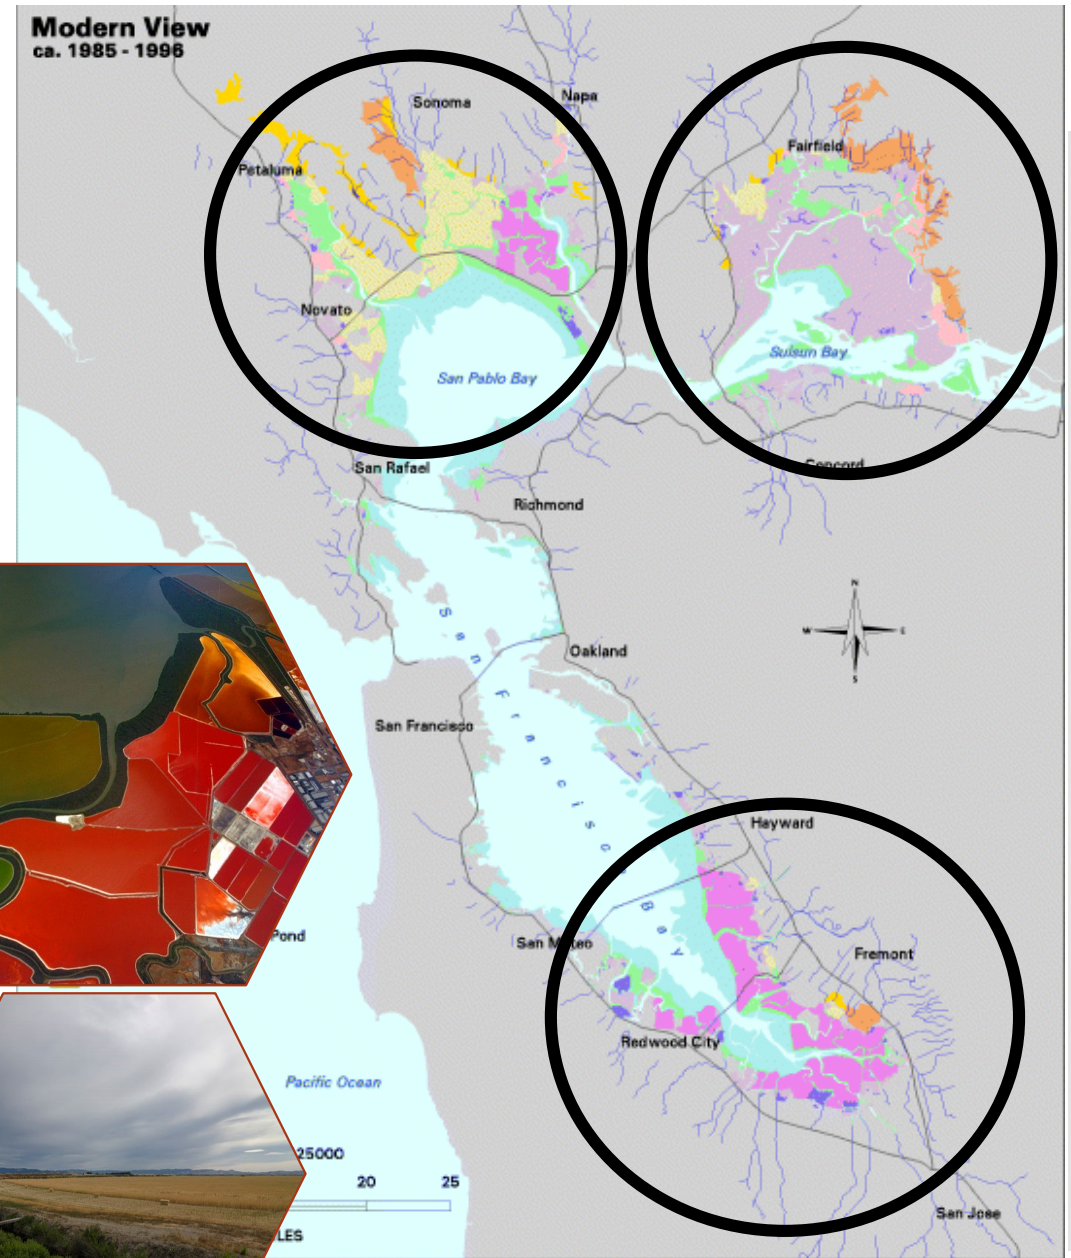 Modern View
ca. 1985 - 1996
Sonoma
Napa
Petaluma
Fairfield
Novato
San Pablo Bay
Suisun Bay
San Rafael
Concord
Richmond
N
W
E
S
San Francisco Bay
Oakland
San Francisco
Hayward
Pond
San Mateo
Fremont
Redwood City
Pacific Ocean
25000
20 25
LES
San Jose